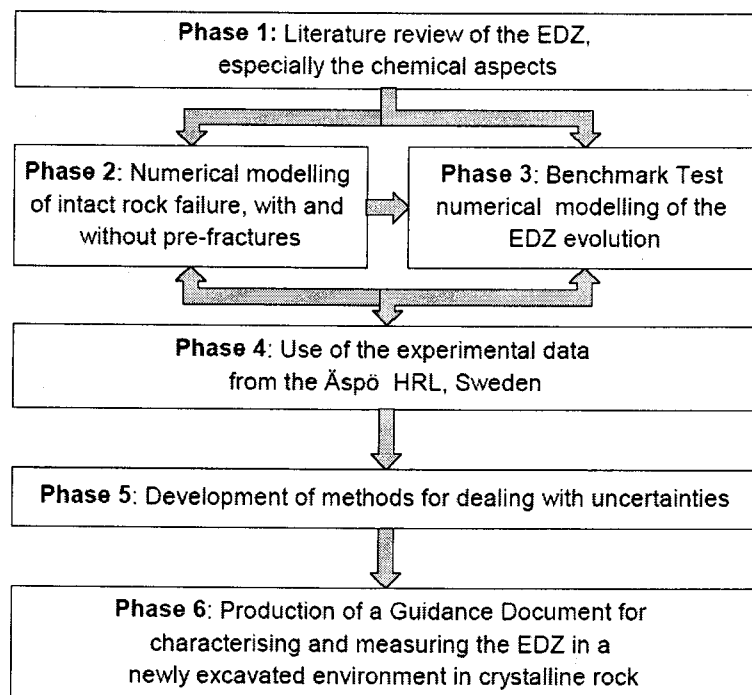 Phase 1: Literature review of the EDZ,
especially the chemical aspects
Phase 2: Numerical modelling
of intact rock failure, with and
without pre-fractures
Phase 3: Benchmark Test
numerical modelling of the
EDZ evolution
Phase 4: Use of the experimental data
from the Äspö HRL, Sweden
Phase 5: Development of methods for dealing with uncertainties
Phase 6: Production of a Guidance Document for
characterising and measuring the EDZ in a
newly excavated environment in crystalline rock